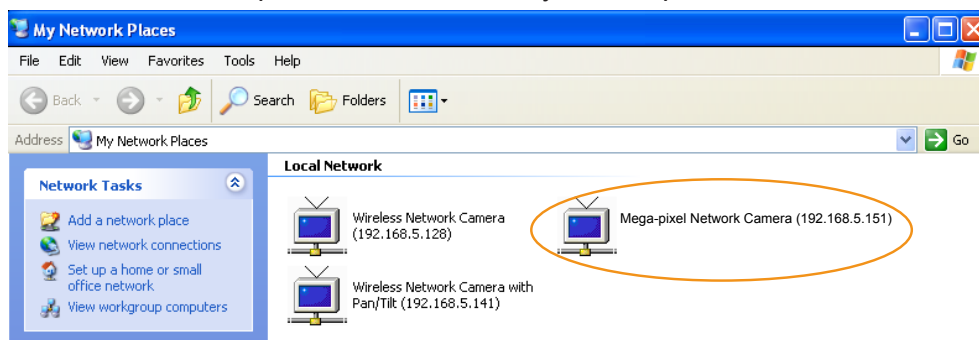 My Network Places
File Edit View Favorites Tools Help
Back Search Folders
Address My Network Places Go
Network Tasks
Add a network place
View network connections
Set up a home or small
office network
View workgroup computers
Local Network
Wireless Network Camera
(192.168.5.128)
Mega-pixel Network Camera (192.168.5.151)
Wireless Network Camera with
Pan/Tilt (192.168.5.141)